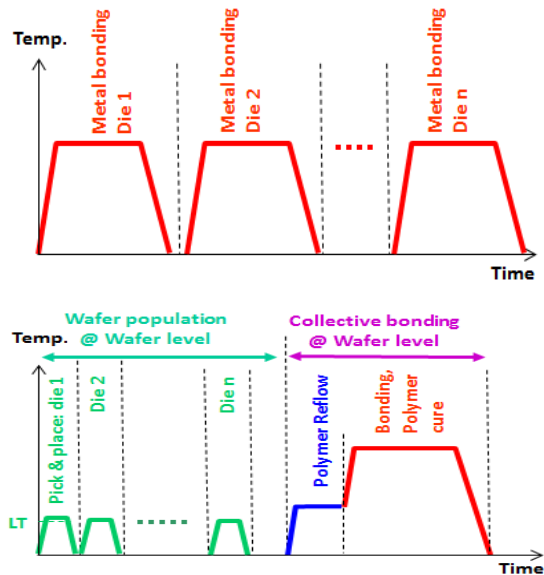 Temp.
Metal bonding
Die 1
Metal bonding
Die 2
Metal bonding
Die n
Time
Wafer population
@ Wafer level
Collective bonding
@ Wafer level
Temp.
Pick & place: die 1
Die 2
Die n
Polymer Reflow
Bonding,
Polymer
cure
LT
Time